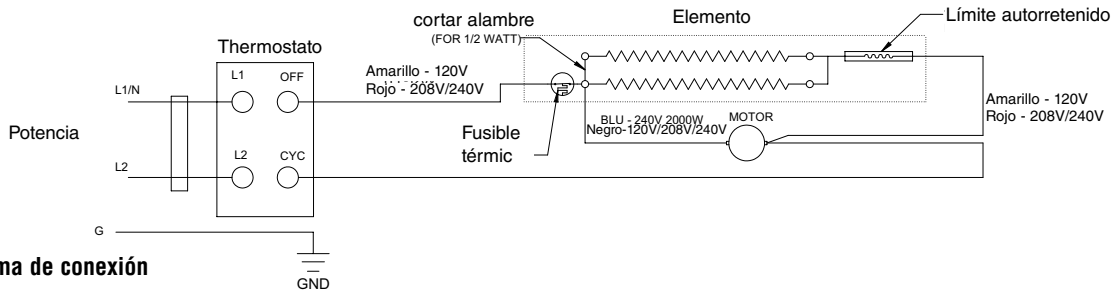 cortar alambre
(FOR 1/2 WATT)
Elemento
Límite autorretenido
Thermostato
L1
OFF
Amarillo - 120V
Rojo - 208V/240V
L1/N
Potencia
Fusible
térmic
BLU - 240V 2000W
Negro-120V/208V/240V
MOTOR
Amarillo - 120V
Rojo - 208V/240V
L2
L2
CYC
G
GND
ma de conexión